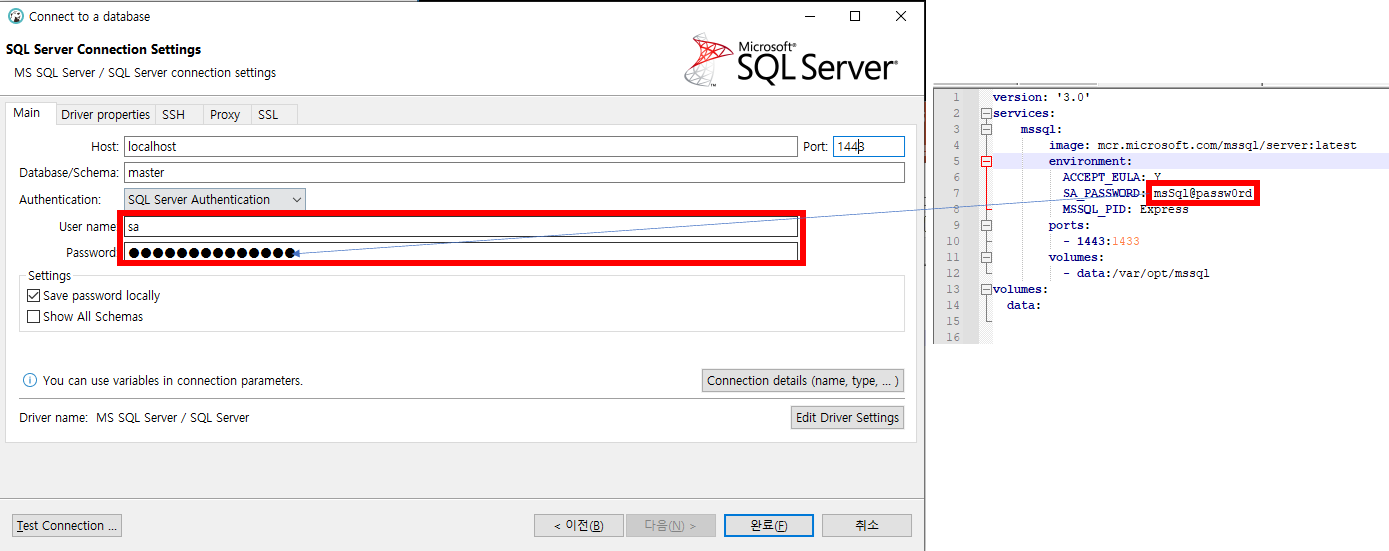 Connect to a database
SQL Server Connection Settings
MS SQL Server / SQL Server connection settings
Microsoft®
SQL Server®
Main
Driver properties
SSH
Proxy
SSL
Host: localhost
Port: 1443
Database/Schema: master
Authentication: SQL Server Authentication
User name: sa
Password: ●●●●●●●●●●●●●●
Settings
Save password locally
Show All Schemas
You can use variables in connection parameters.
Connection details (name, type, ... )
Driver name: MS SQL Server / SQL Server
Edit Driver Settings
Test Connection ...
< 이전(B)
다음(N) >
완료(F)
취소
1 version: '3.0'
2 services:
3 mssql:
4 image: mcr.microsoft.com/mssql/server:latest
5 environment:
6 ACCEPT_EULA: Y
7 SA_PASSWORD: msSql@passw0rd
8 MSSQL_PID: Express
9 ports:
10 - 1443:1433
11 volumes:
12 - data:/var/opt/mssql
13 volumes:
14 data:
15
16